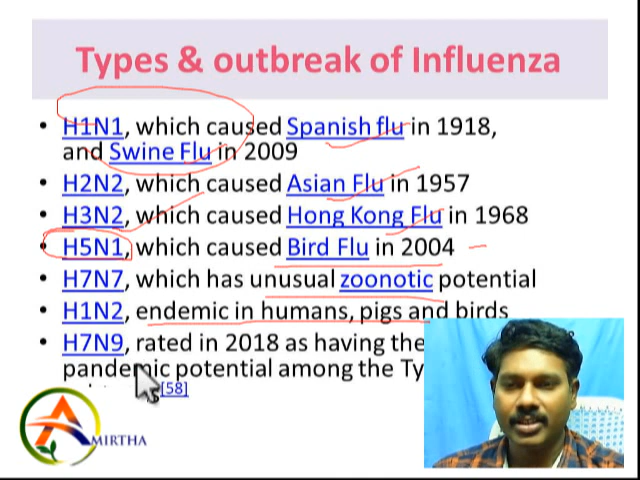 Types & outbreak of Influenza
• H1N1, which caused Spanish flu in 1918,
and Swine Flu in 2009
• H2N2, which caused Asian Flu in 1957
• H3N2, which caused Hong Kong Flu in 1968
• H5N1, which caused Bird Flu in 2004
• H7N7, which has unusual zoonotic potential
• H1N2, endemic in humans, pigs and birds
• H7N9, rated in 2018 as having the
pandemic potential among the Ty
[58]
AMIRTHA